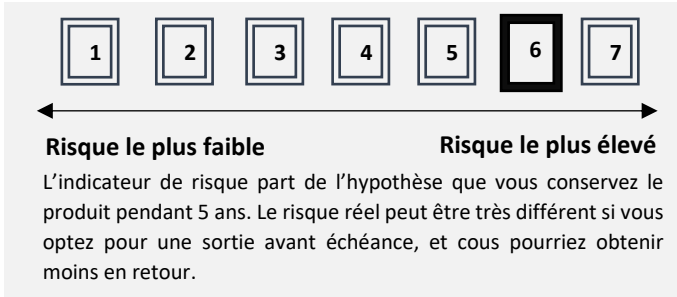 1 2 3 4 5 6 7
Risque le plus faible Risque le plus élevé
L’indicateur de risque part de l’hypothèse que vous conservez le
produit pendant 5 ans. Le risque réel peut être très différent si vous
optez pour une sortie avant échéance, et cous pourriez obtenir
moins en retour.